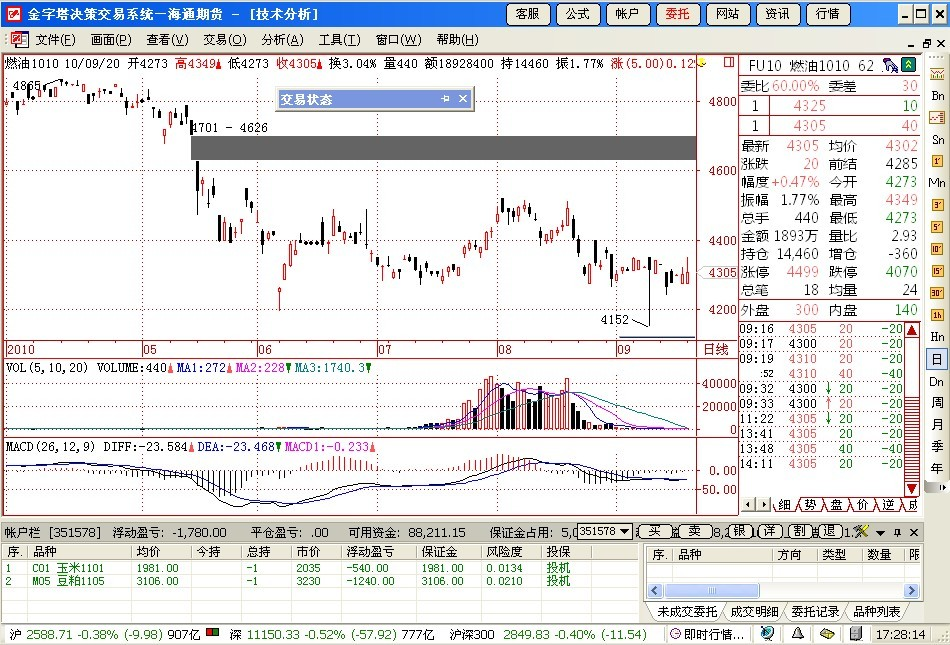 金字塔决策交易系统—海通期货 - [技术分析]
客服 公式 帐户 委托 网站 资讯 行情
文件(F) 画面(P) 查看(V) 交易(O) 分析(A) 工具(T) 窗口(W) 帮助(H)
燃油1010 10/09/20 开4273 高4349 低4273 收4305 换3.04% 量440 额18928400 持14460 振1.77% 涨(5.00)0.12
4865
交易状态
4701 - 4626
4152
4800
4600
4400
4305
4200
2010 05 06 07 08 09 日线
VOL(5,10,20) VOLUME:440 MA1:272 MA2:228 MA3:1740.3
40000
20000
0
MACD(26,12,9) DIFF:-23.584 DEA:-23.468 MACD1:-0.233
0.00
-50.00
FU10 燃油1010 62
委比 60.00% 委差 30
1 4325 10
1 4305 40
最新 4305 均价 4302
涨跌 20 前结 4285
幅度 +0.47% 今开 4273
振幅 1.77% 最高 4349
总手 440 最低 4273
金额 1893万 量比 2.93
持仓 14,460 增仓 -360
涨停 4499 跌停 4070
总笔 18 均量 24
外盘 300 内盘 140
09:16 4305 20 -20
09:17 4300 20 -20
09:19 4310 20 -20
:52 4310 40 -40
09:32 4300 20 -20
09:33 4300 20 -20
11:22 4305 20 -20
13:41 4305 20 -20
13:48 4305 40 -40
14:11 4305 20 -20
细 势 盘 价 逆 成
Bn
Sn
1'
Mn
3'
5'
10'
15'
30'
1h
Hn
日
Dn
周
月
季
年
帐户栏 [351578] 浮动盈亏: -1,780.00 平仓盈亏: .00 可用资金: 88,211.15 保证金占用: 5, 351578 买 卖 银 详 割 退
序. 品种 均价 今持 总持 市价 浮动盈亏 保证金 风险度 投保
1 C01 玉米1101 1981.00 -1 2035 -540.00 1981.00 0.0134 投机
2 M05 豆粕1105 3106.00 -1 3230 -1240.00 3106.00 0.0210 投机
序. 品种 方向 类型 数量 限
未成交委托 成交明细 委托记录 品种列表
沪 2588.71 -0.38% (-9.98) 907亿 深 11150.33 -0.52% (-57.92) 777亿 沪深300 2849.83 -0.40% (-11.54) 即时行情... 17:28:14